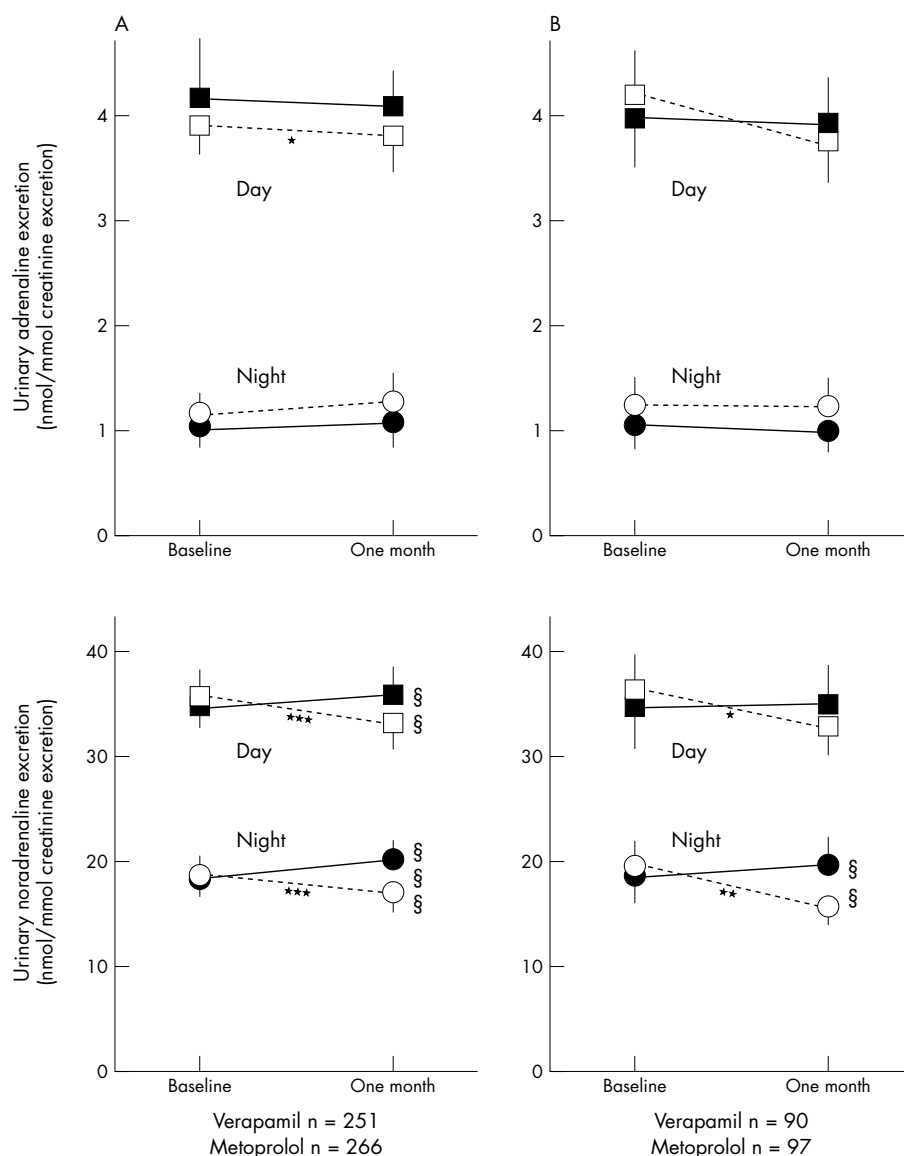 A
Urinary adrenaline excretion
(nmol/mmol creatinine excretion)
4
3
2
1
0
★
Day
Night
Baseline
One month
B
4
3
2
1
0
Day
Night
Baseline
One month
Urinary noradrenaline excretion
(nmol/mmol creatinine excretion)
40
30
20
10
0
★★★
§
§
Day
Night
★★★
§
§
§
Baseline
One month
Verapamil n = 251
Metoprolol n = 266
40
30
20
10
0
★
Day
Night
★★
§
§
Baseline
One month
Verapamil n = 90
Metoprolol n = 97